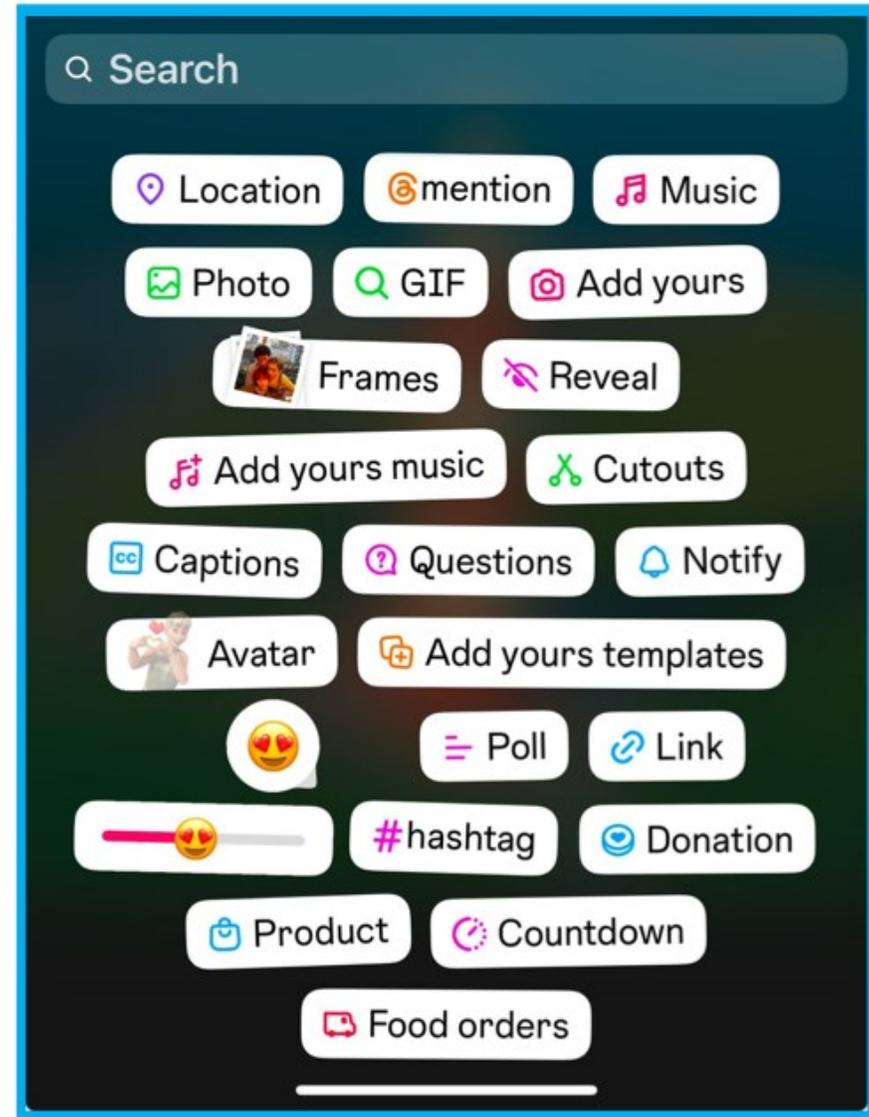 Search
Location @mention Music
Photo GIF Add yours
Frames Reveal
Add yours music Cutouts
CC Captions ? Questions Notify
Avatar Add yours templates
Poll Link
#hashtag Donation
Product Countdown
Food orders